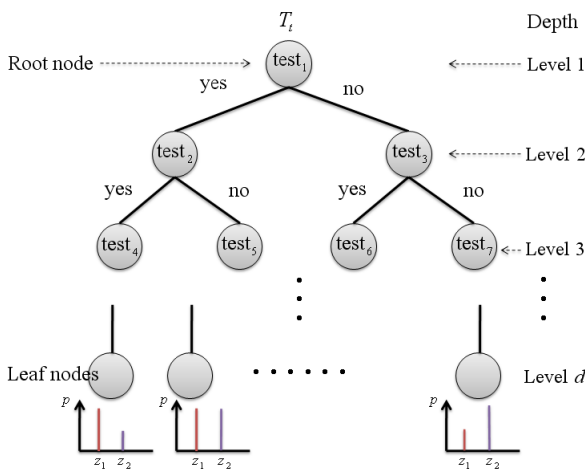 T_t
Depth
Root node
test_1
Level 1
yes
no
test_2
test_3
Level 2
yes
no
yes
no
test_4
test_5
test_6
test_7
Level 3
Leaf nodes
Level d
p
p
p
z_1
z_2
z_1
z_2
z_1
z_2